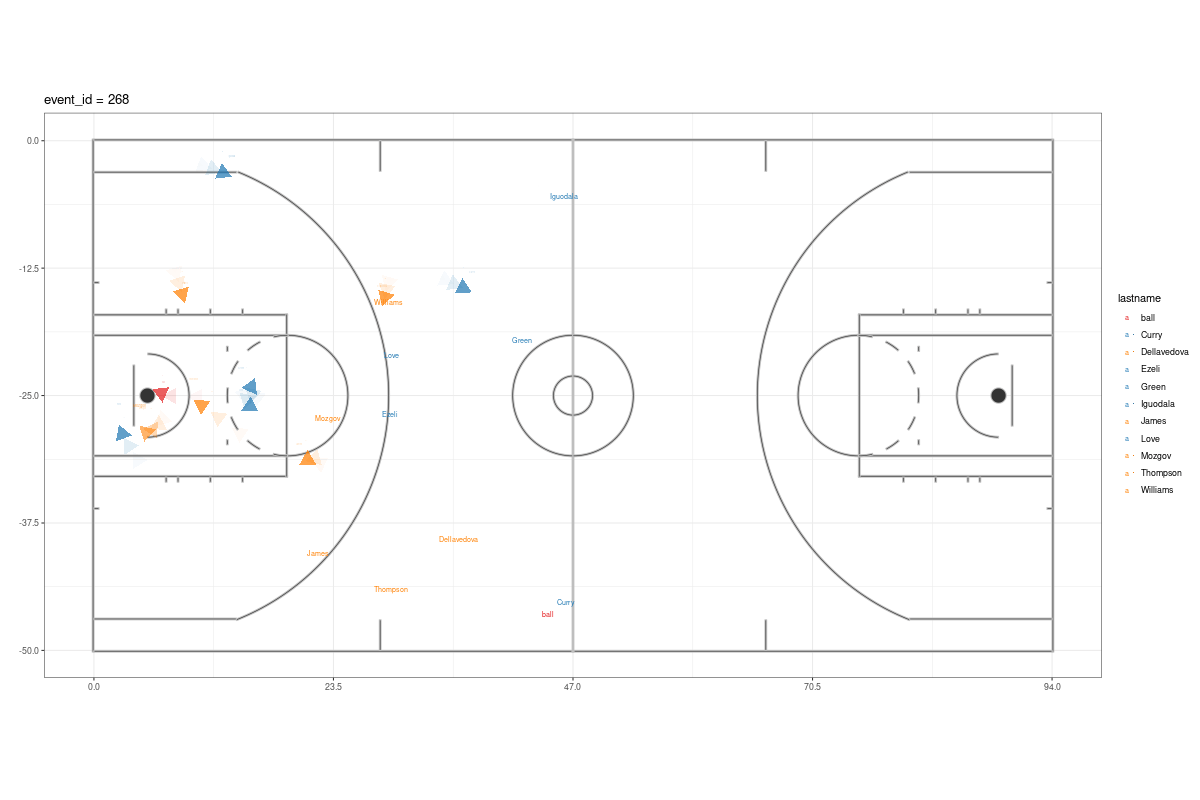 event_id = 268
0.0
-12.5
-25.0
-37.5
-50.0
0.0
23.5
47.0
70.5
94.0
Iguodala
Williams
Green
Love
Ezeli
Mozgov
Dellavedova
James
Thompson
Curry
ball
lastname
a ball
a Curry
a Dellavedova
a Ezeli
a Green
a Iguodala
a James
a Love
a Mozgov
a Thompson
a Williams